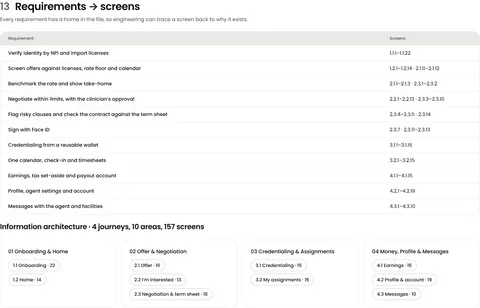 13 Requirements → screens
Every requirement has a home in the file, so engineering can trace a screen back to why it exists.
Requirement Screens
Verify identity by NPI and import licenses 1.1.1–1.1.22
Screen offers against licenses, rate floor and calendar 1.2.1–1.2.14 · 2.1.11–2.1.12
Benchmark the rate and show take-home 2.1.1–2.1.3 · 2.3.1–2.3.2
Negotiate within limits, with the clinician's approval 2.2.1–2.2.13 · 2.3.3–2.3.10
Flag risky clauses and check the contract against the term sheet 2.3.4–2.3.5 · 2.3.14
Sign with Face ID 2.3.7 · 2.3.11–2.3.13
Credentialing from a reusable wallet 3.1.1–3.1.15
One calendar, check-in and timesheets 3.2.1–3.2.15
Earnings, tax set-aside and payout account 4.1.1–4.1.15
Profile, agent settings and account 4.2.1–4.2.19
Messages with the agent and facilities 4.3.1–4.3.10
Information architecture · 4 journeys, 10 areas, 157 screens
01 Onboarding & Home
1.1 Onboarding · 22
1.2 Home · 14
02 Offer & Negotiation
2.1 Offer · 16
2.2 I'm interested · 13
2.3 Negotiation & term sheet · 18
03 Credentialing & Assignments
3.1 Credentialing · 15
3.2 My assignments · 15
04 Money, Profile & Messages
4.1 Earnings · 15
4.2 Profile & account · 19
4.3 Messages · 10